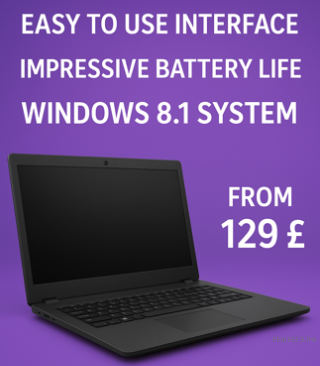 EASY TO USE INTERFACE
IMPRESSIVE BATTERY LIFE
WINDOWS 8.1 SYSTEM
FROM
129 £